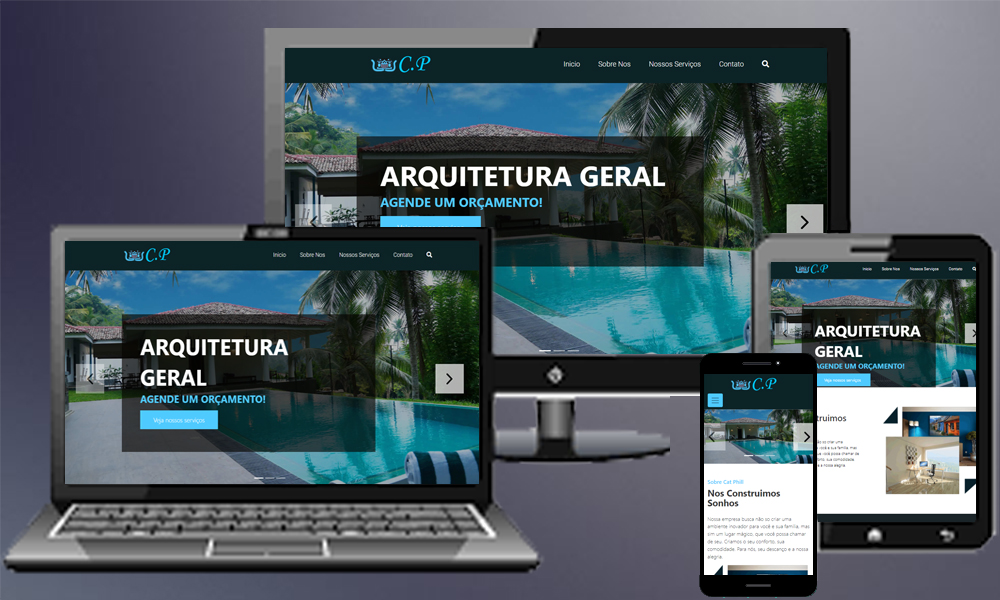 C.P
Inicio Sobre Nos Nossos Serviços Contato
ARQUITETURA GERAL
AGENDE UM ORÇAMENTO!
C.P
Inicio Sobre Nos Nossos Serviços Contato
ARQUITETURA
GERAL
AGENDE UM ORÇAMENTO!
Veja nossos serviços
C.P
Inicio Sobre Nos Nossos Serviços Contato
ARQUITETURA
GERAL
AGENDE UM ORÇAMENTO!
Veja nossos serviços
C.P
Sobre Cat Phill
Nos Construimos
Sonhos
Nossa empresa busca não so criar uma
ambiente inovador para você e sua família, mas
sim um lugar mágico, que você possa chamar
de seu. Criamos o seu conforto, sua
comodidade. Para nós, seu descanço é a nossa
alegria.